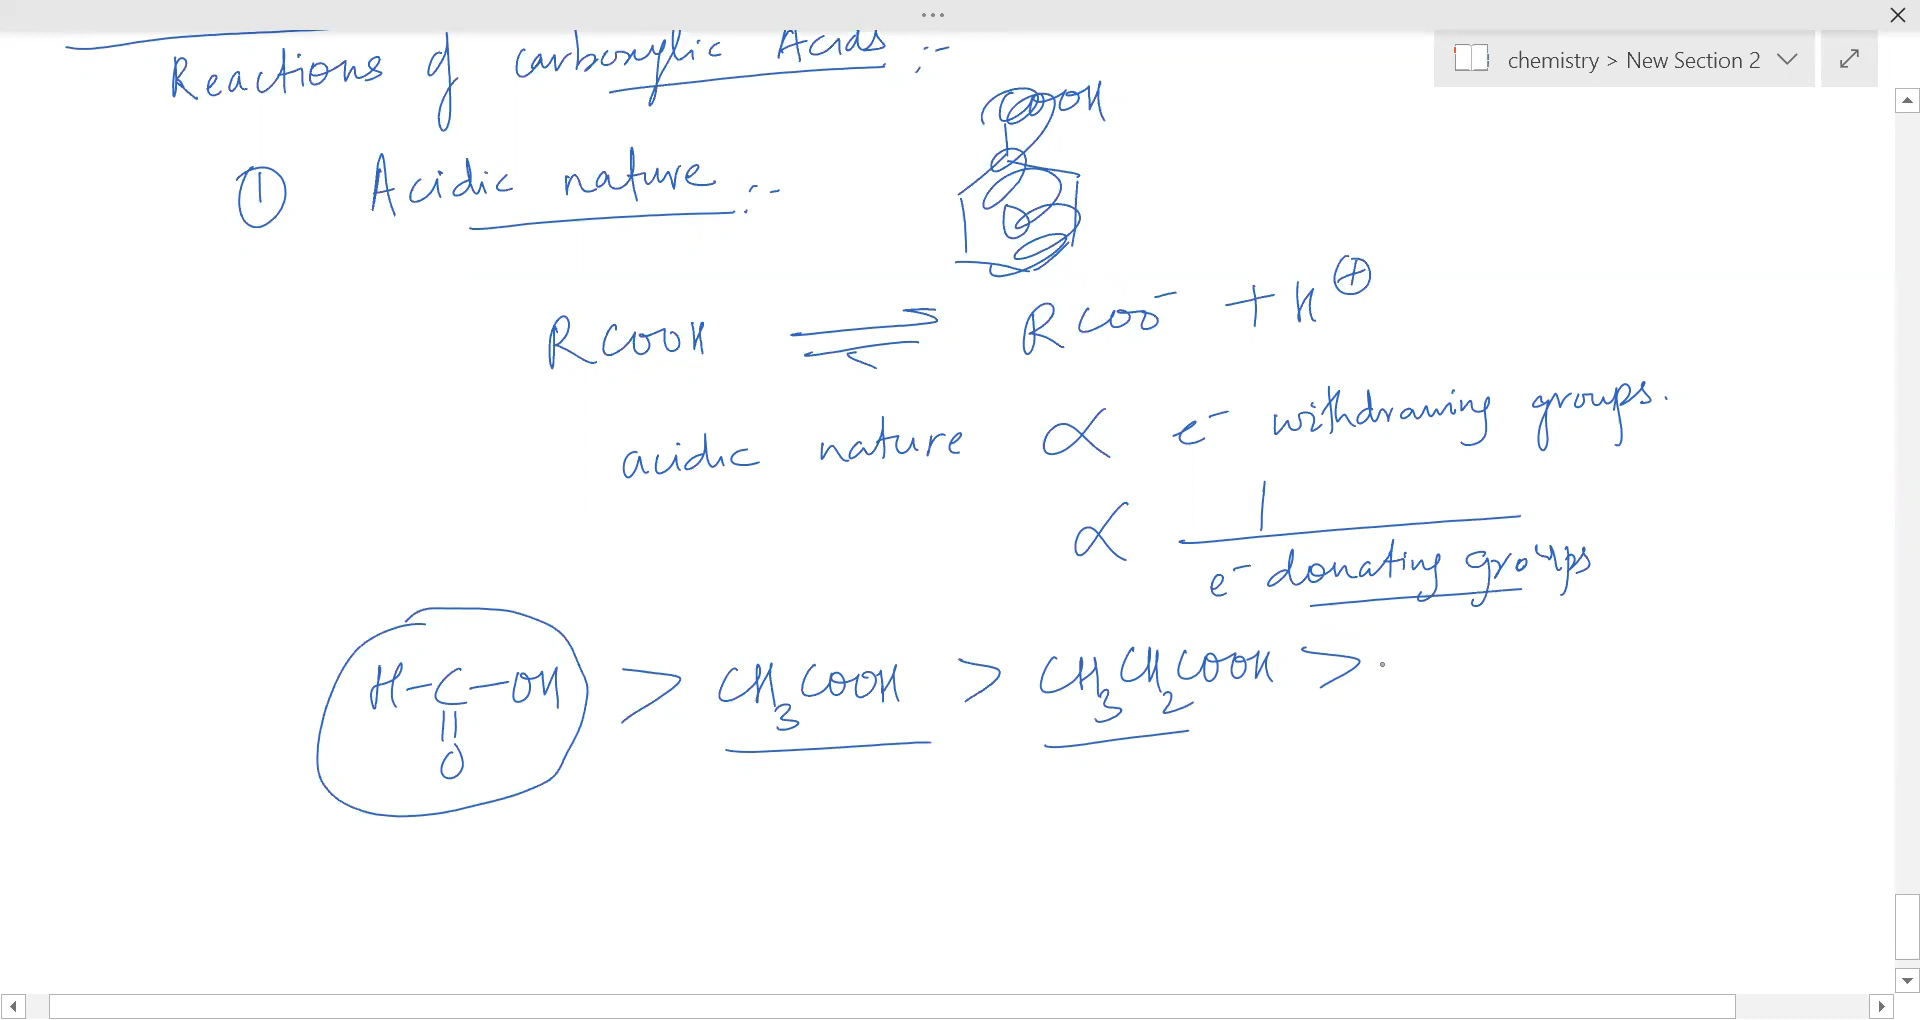 Reactions of carboxylic Acids :-
chemistry > New Section 2
COOH
① Acidic nature :-
RCOOH ⇌ RCOO⁻ + H⊕
acidic nature ∝ e⁻ withdrawing groups.
∝ 1
e⁻ donating groups
H-C-OH > CH₃COOH > CH₃CH₂COOH >
||
O